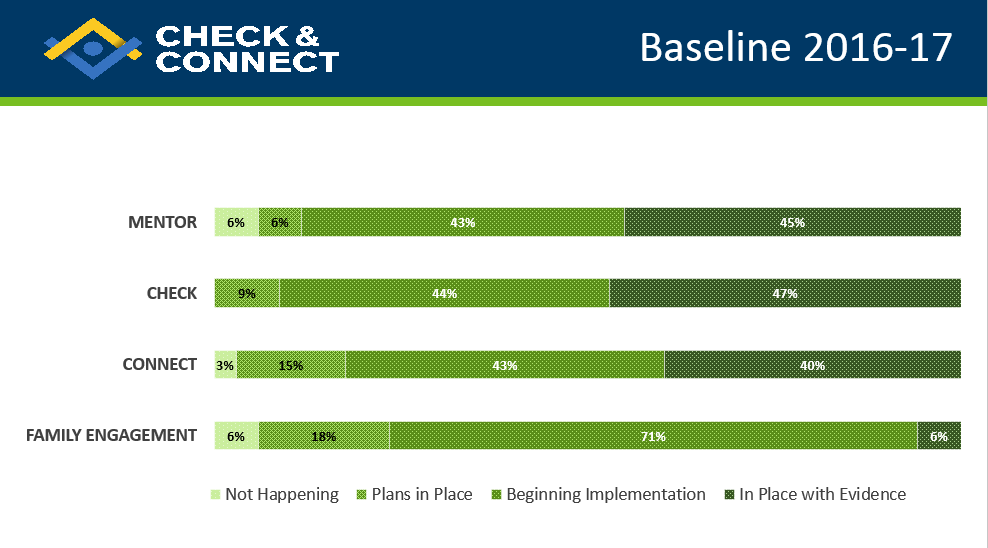 CHECK &
CONNECT
Baseline 2016-17
MENTOR 6% 6% 43% 45%
CHECK 9% 44% 47%
CONNECT 3% 15% 43% 40%
FAMILY ENGAGEMENT 6% 18% 71% 6%
Not Happening Plans in Place Beginning Implementation In Place with Evidence